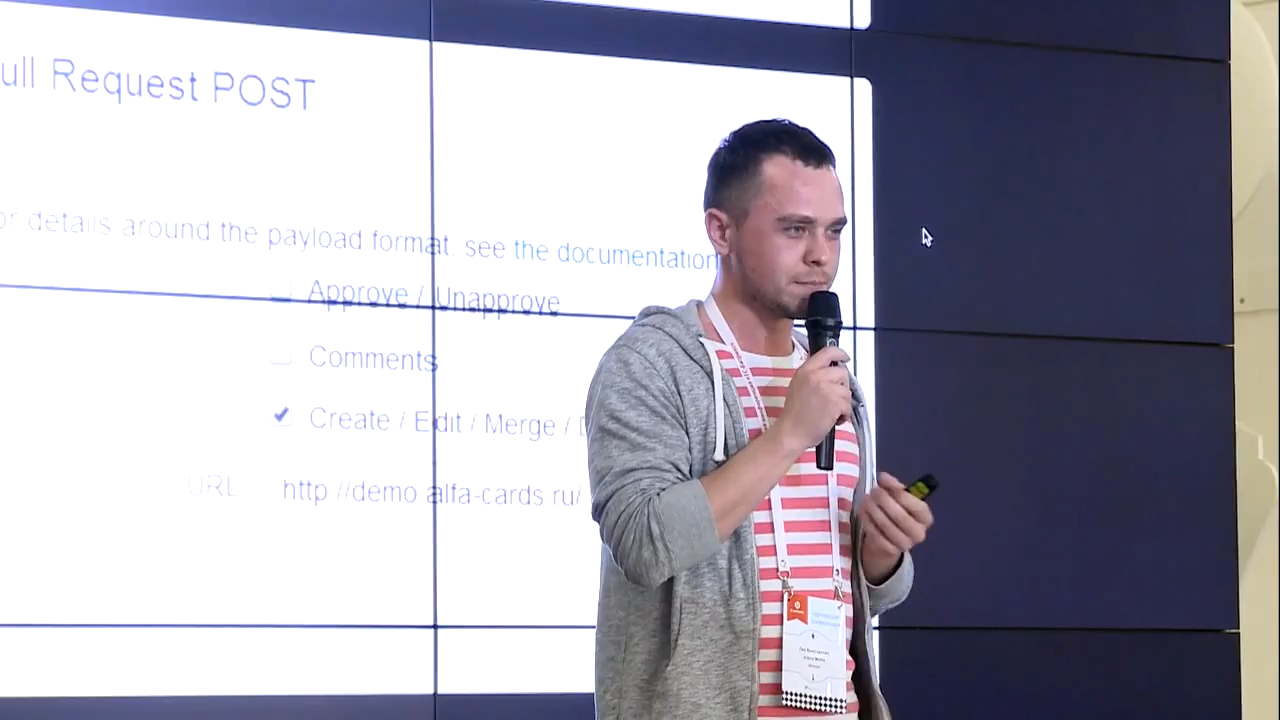 ull Request POST
or details around the payload format. see the documentation
Approve / Unapprove
Comments
Create / Edit / Merge /
URL http //demo alfa-cards ru/